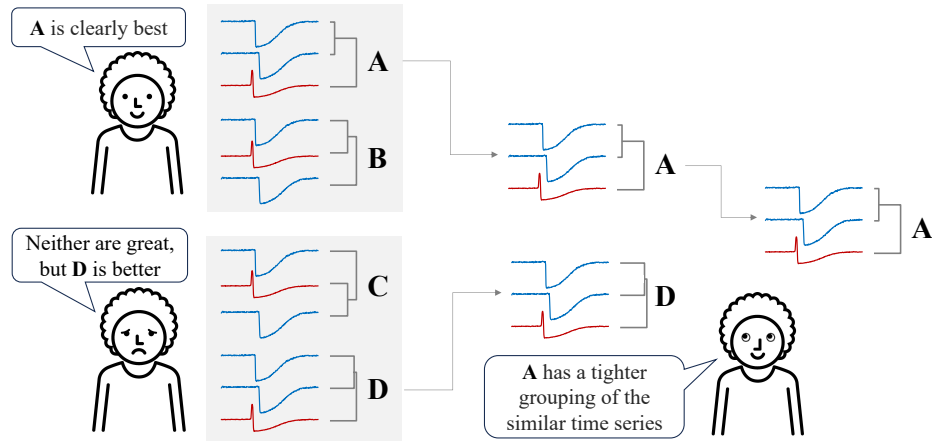 A is clearly best
A
B
A
A
Neither are great,
but D is better
C
D
D
A has a tighter
grouping of the
similar time series